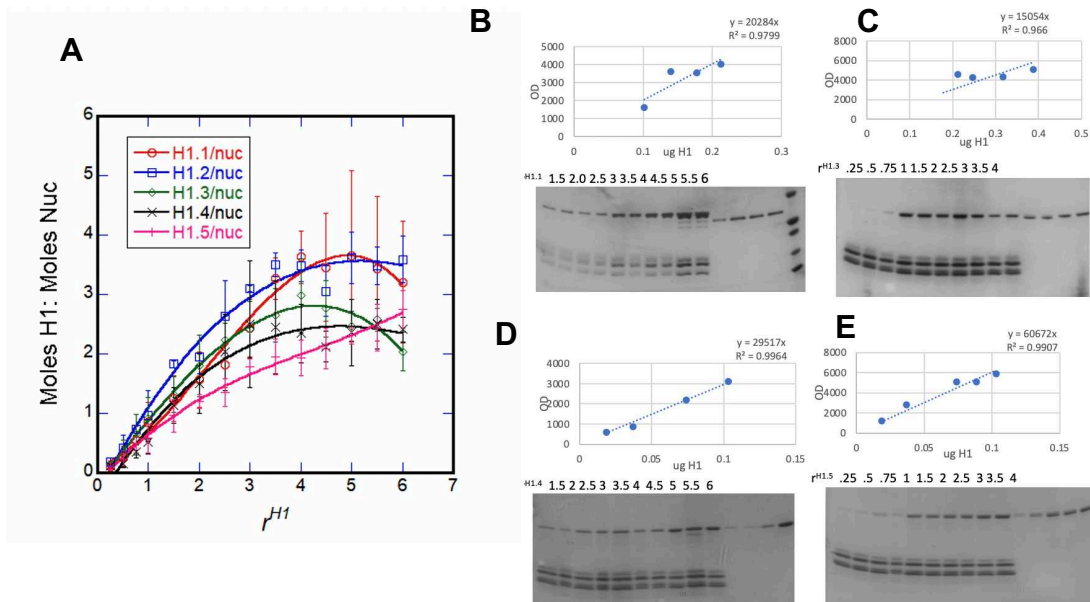 A
Moles H1: Moles Nuc
6
5
4
3
2
1
0
H1.1/nuc
H1.2/nuc
H1.3/nuc
H1.4/nuc
H1.5/nuc
0 1 2 3 4 5 6 7
r^H1
B
y = 20284x
R² = 0.9799
OD
5000
4000
3000
2000
1000
0
0 0.1 0.2 0.3
ug H1
H1.1 1.5 2.0 2.5 3 3.5 4 4.5 5 5.5 6
C
y = 15054x
R² = 0.966
OD
8000
6000
4000
2000
0
0 0.1 0.2 0.3 0.4 0.5
ug H1
r^H1.3 .25 .5 .75 1 1.5 2 2.5 3 3.5 4
D
y = 29517x
R² = 0.9964
OD
4000
3000
2000
1000
0
0 0.05 0.1 0.15
ug H1
H1.4 1.5 2 2.5 3 3.5 4 4.5 5 5.5 6
E
y = 60672x
R² = 0.9907
OD
8000
6000
4000
2000
0
0 0.05 0.1 0.15
ug H1
r^H1.5 .25 .5 .75 1 1.5 2 2.5 3 3.5 4